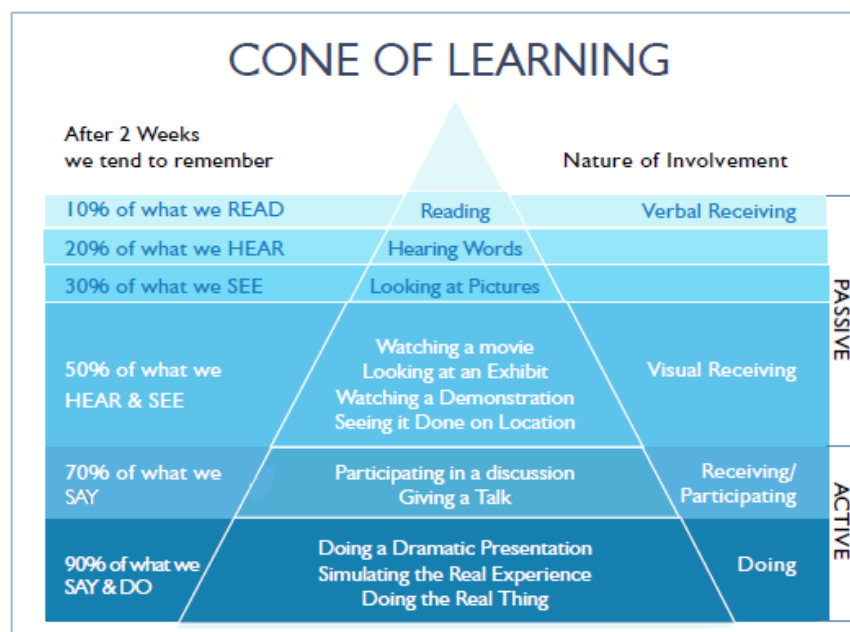 CONE OF LEARNING
After 2 Weeks
we tend to remember
Nature of Involvement
10% of what we READ
Reading
Verbal Receiving
20% of what we HEAR
Hearing Words
30% of what we SEE
Looking at Pictures
50% of what we
HEAR & SEE
Watching a movie
Looking at an Exhibit
Watching a Demonstration
Seeing it Done on Location
Visual Receiving
PASSIVE
70% of what we
SAY
Participating in a discussion
Giving a Talk
Receiving/
Participating
90% of what we
SAY & DO
Doing a Dramatic Presentation
Simulating the Real Experience
Doing the Real Thing
Doing
ACTIVE